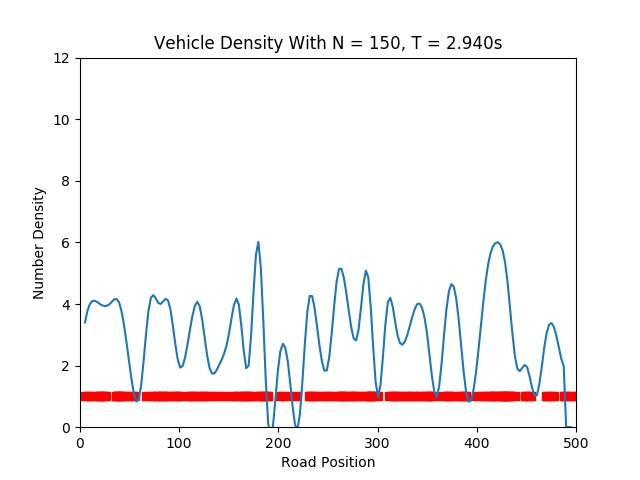 Vehicle Density With N = 150, T = 2.940s
12
10
8
6
4
2
0
Number Density
0 100 200 300 400 500
Road Position